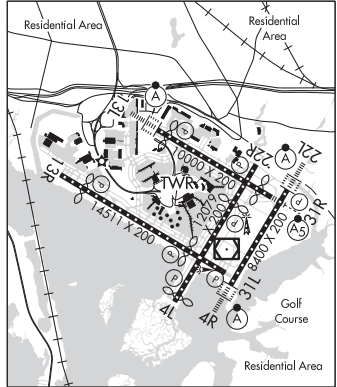 Residential Area
Residential
Area
A
13L
P
0000 X 200
22R
A
22L
P
13R
P
TWR
P
31R
A5
14511 X 200
P
8400 X 200
P
P
31L
4L
4R
A
Golf
Course
Residential Area